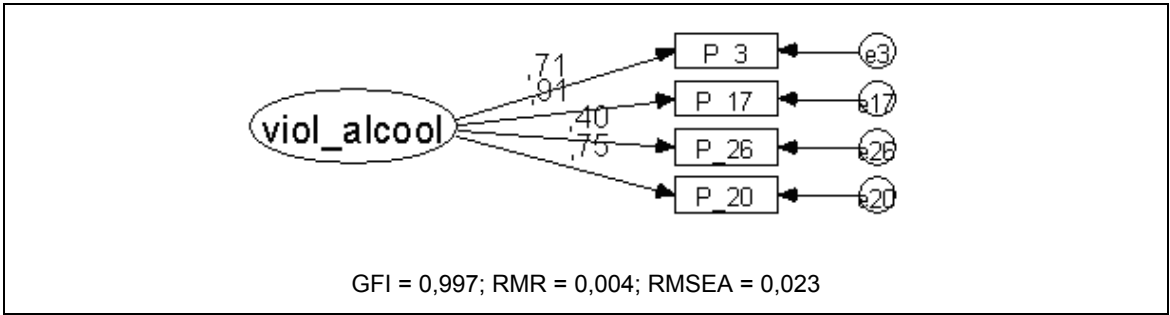 ,71
P_3
e3
,91
P_17
e17
viol_alcool
,40
P_26
e26
,75
P_20
e20
GFI = 0,997; RMR = 0,004; RMSEA = 0,023